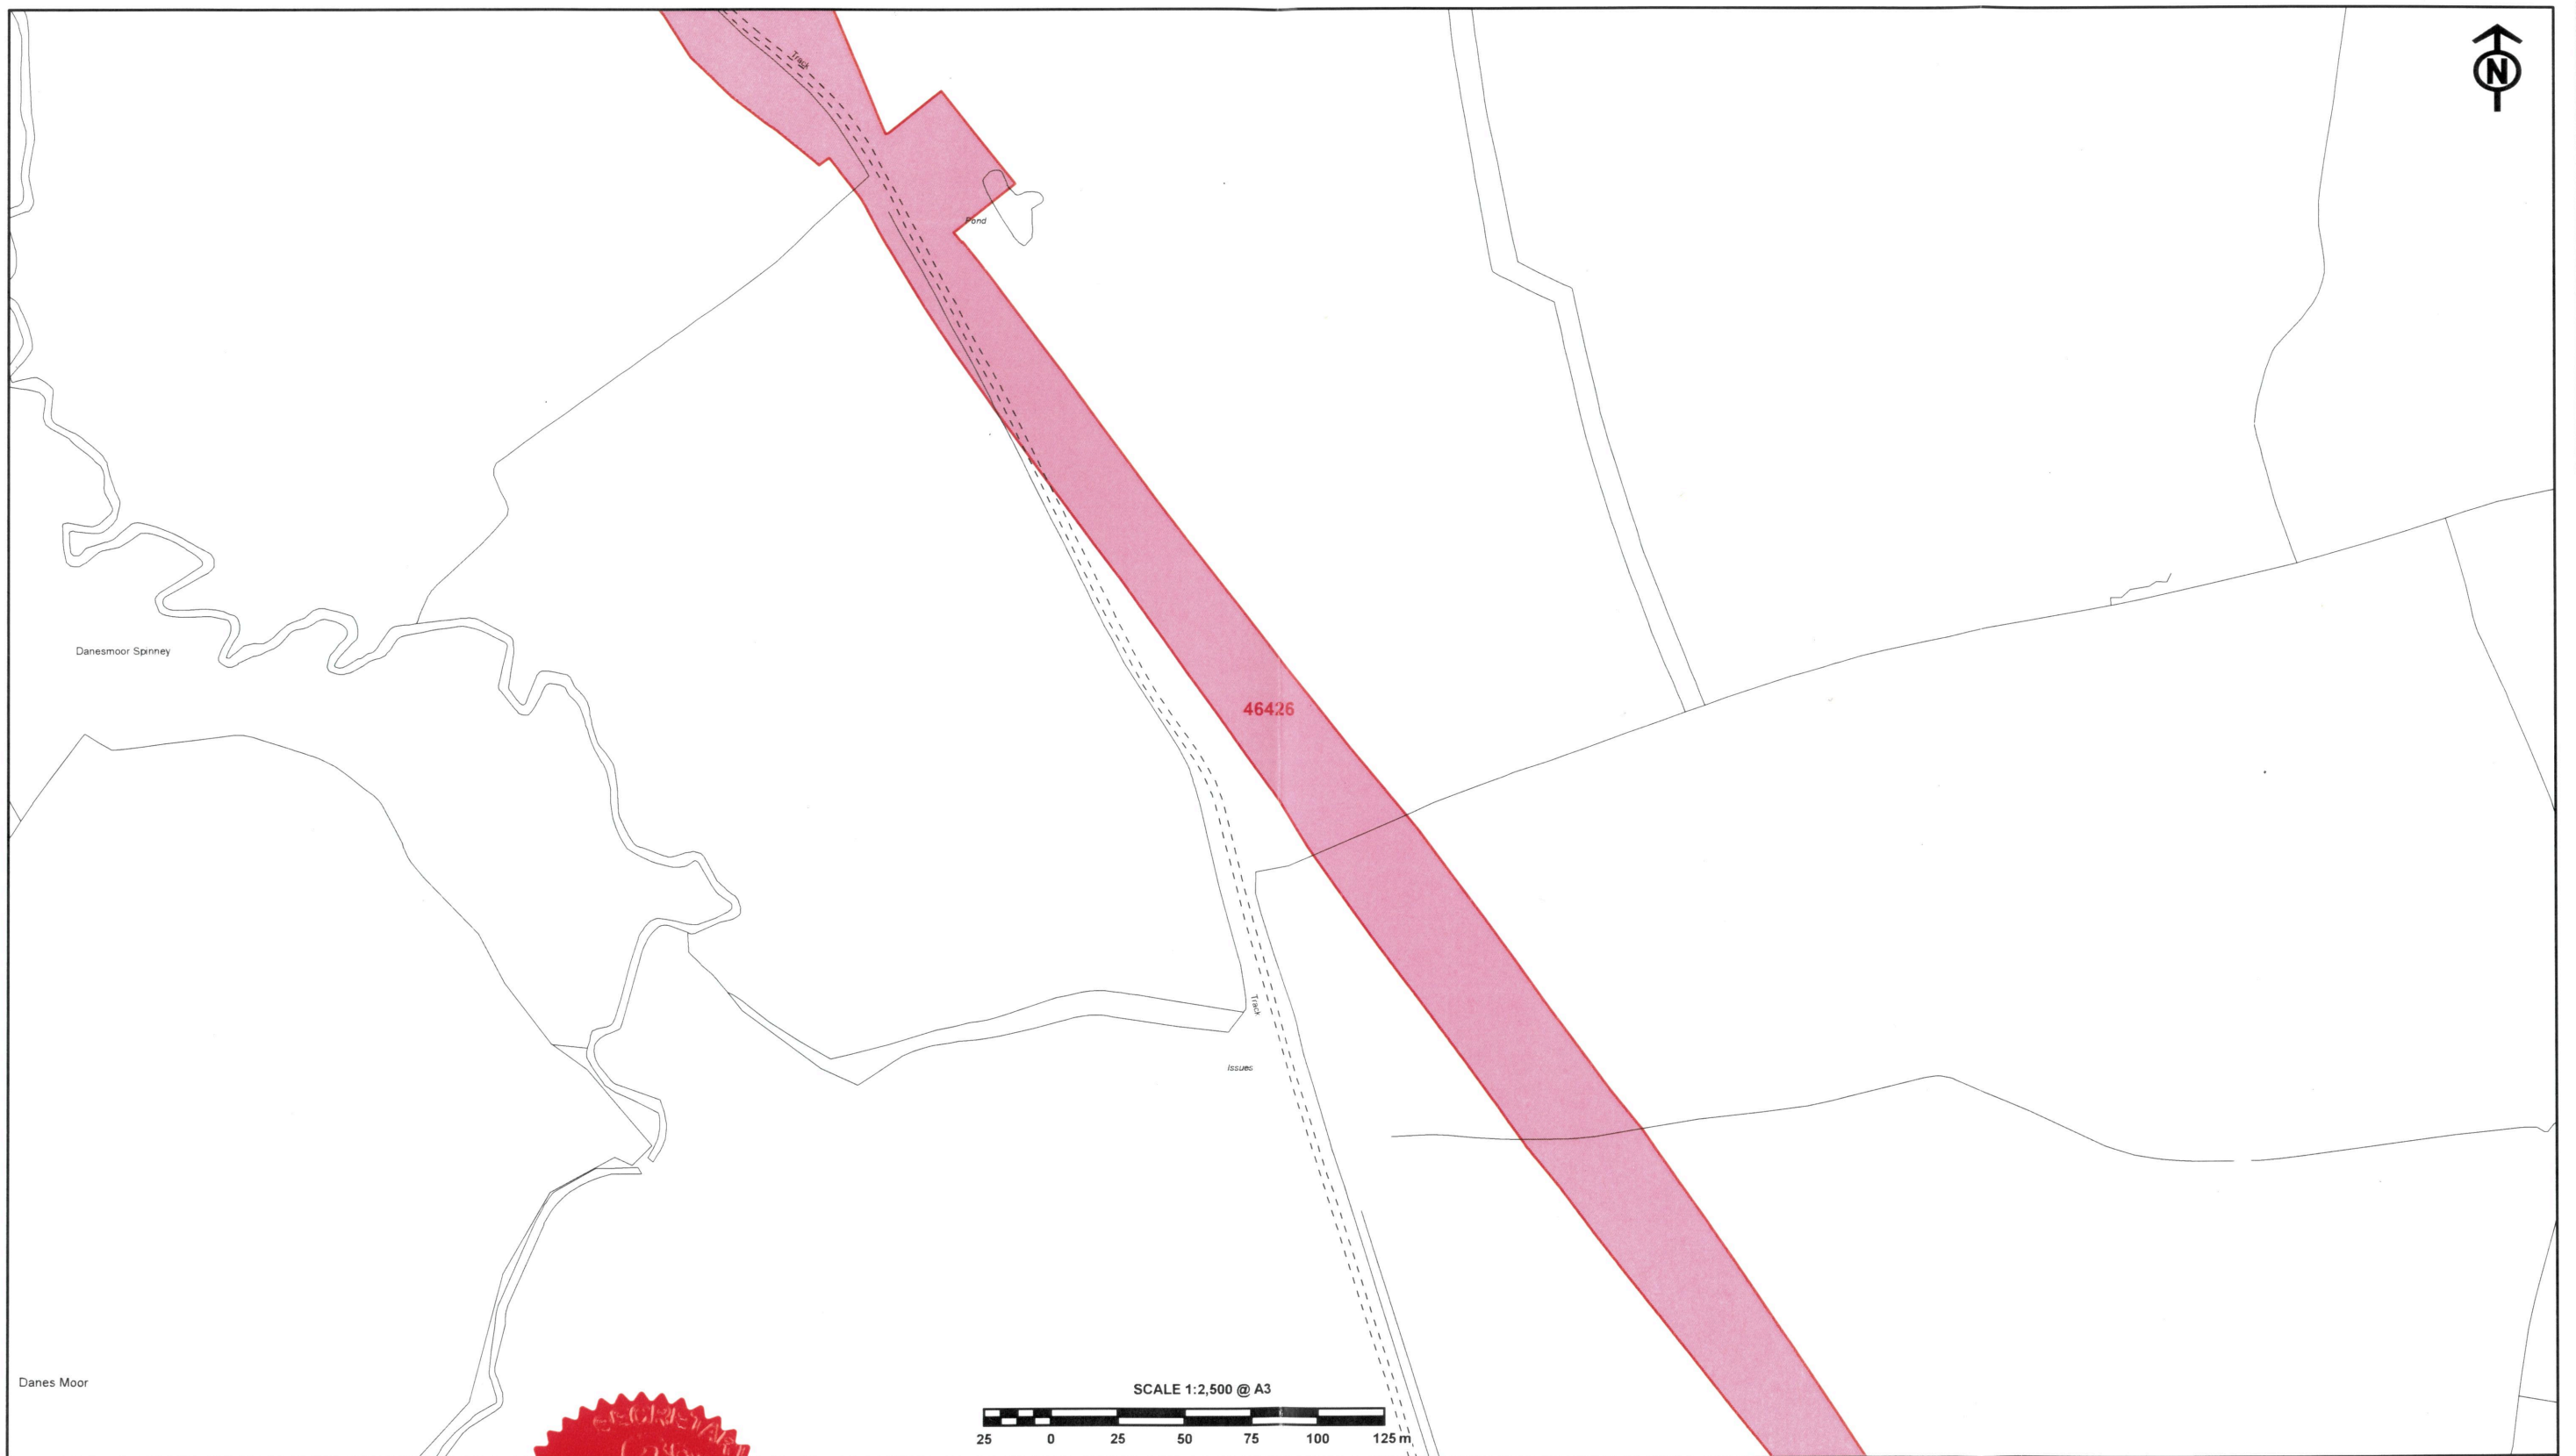 N
Track
Pond
Danesmoor Spinney
46426
Track
Issues
Danes Moor
SCALE 1:2,500 @ A3
25 0 25 50 75 100 125 m